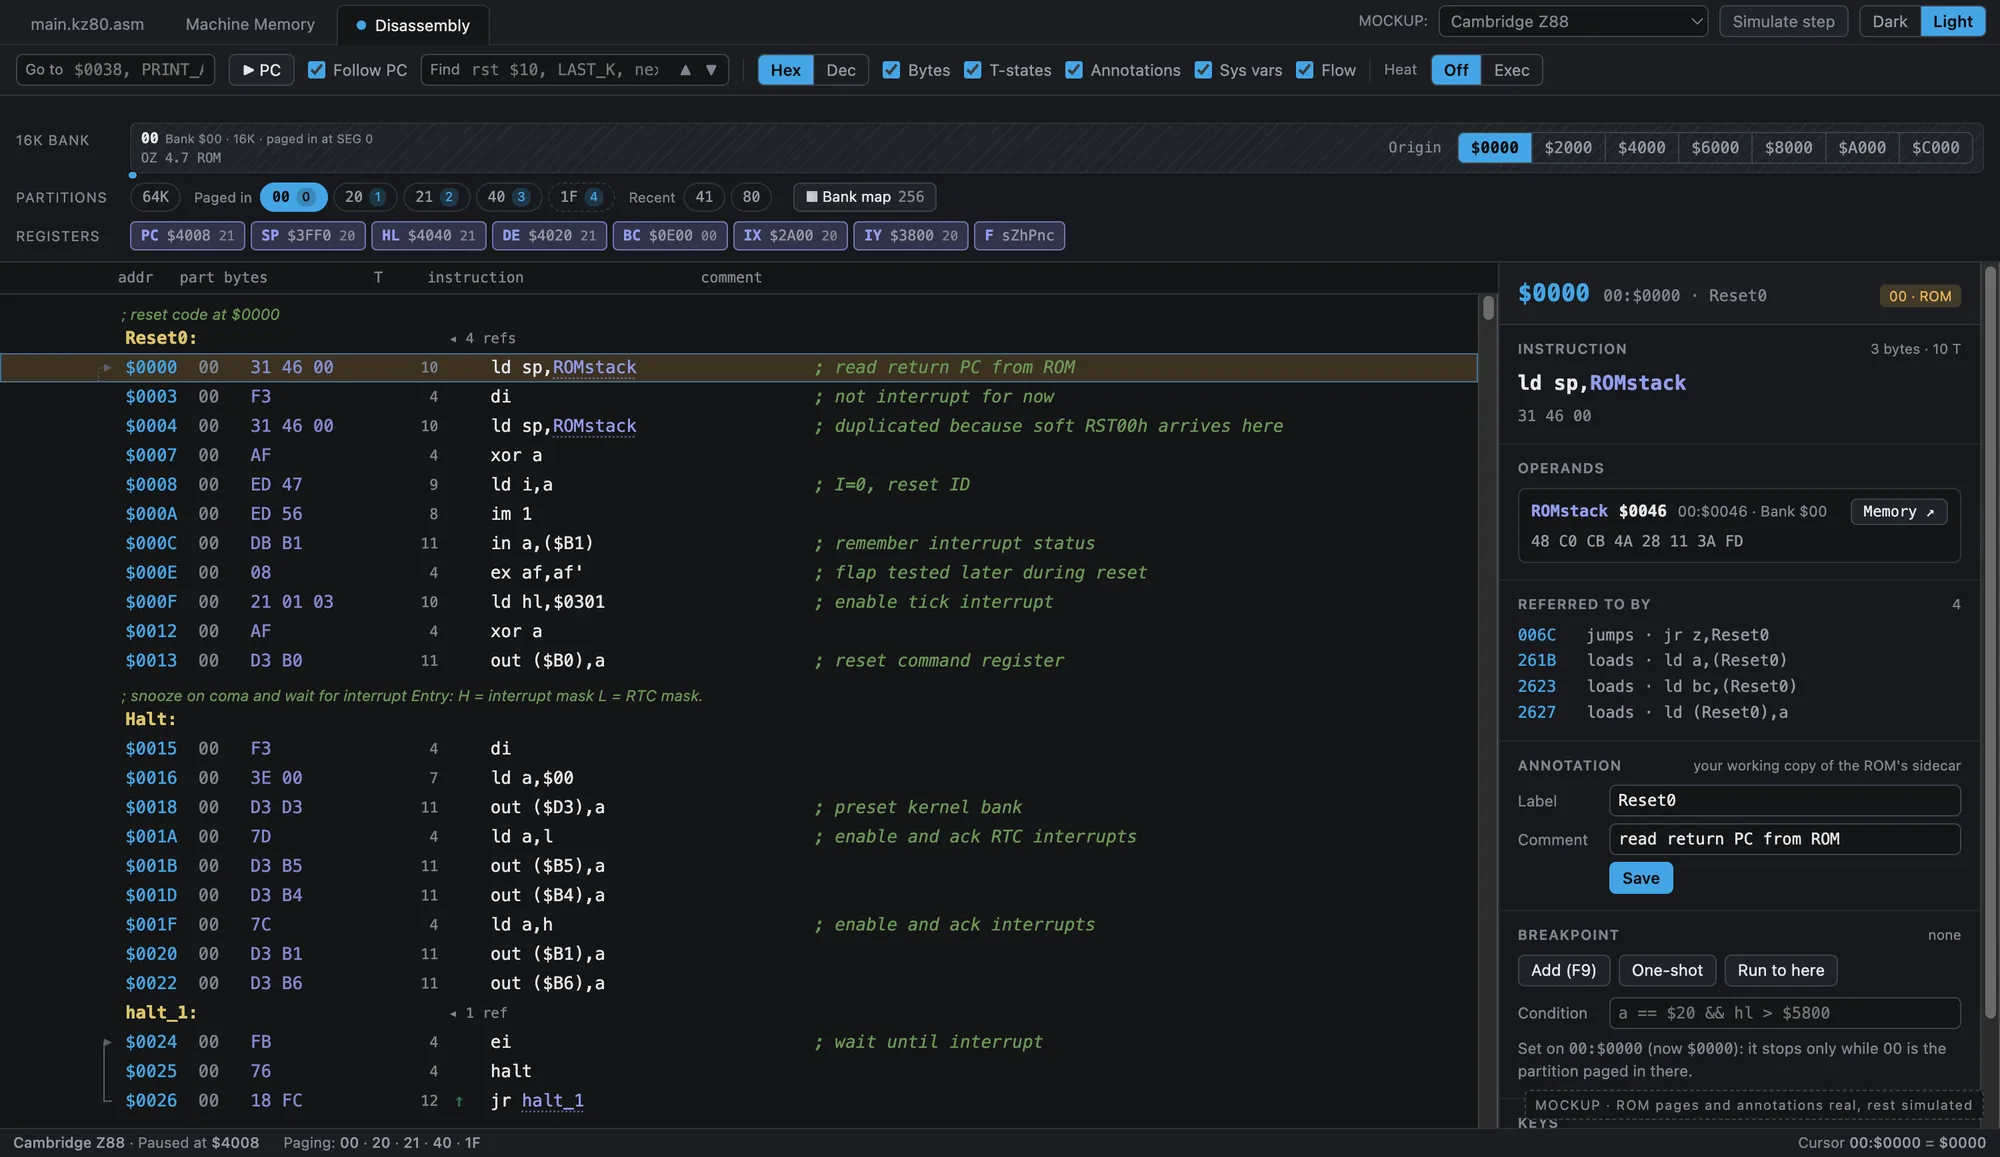 main.kz80.asm Machine Memory ● Disassembly MOCKUP: Cambridge Z88 Simulate step Dark Light
Go to $0038, PRINT_A ▶ PC Follow PC Find rst $10, LAST_K, nex ▲ ▼ Hex Dec Bytes T-states Annotations Sys vars Flow Heat Off Exec
16K BANK 00 Bank $00 · 16K · paged in at SEG 0
OZ 4.7 ROM
Origin $0000 $2000 $4000 $6000 $8000 $A000 $C000
PARTITIONS 64K Paged in 00 0 20 1 21 2 40 3 1F 4 Recent 41 80 Bank map 256
REGISTERS PC $4008 21 SP $3FF0 20 HL $4040 21 DE $4020 21 BC $0E00 00 IX $2A00 20 IY $3800 20 F sZhPnc
addr part bytes T instruction comment
; reset code at $0000
Reset0: ◂ 4 refs
$0000 00 31 46 00 10 ld sp,ROMstack ; read return PC from ROM
$0003 00 F3 4 di ; not interrupt for now
$0004 00 31 46 00 10 ld sp,ROMstack ; duplicated because soft RST00h arrives here
$0007 00 AF 4 xor a
$0008 00 ED 47 9 ld i,a ; I=0, reset ID
$000A 00 ED 56 8 im 1
$000C 00 DB B1 11 in a,($B1) ; remember interrupt status
$000E 00 08 4 ex af,af' ; flap tested later during reset
$000F 00 21 01 03 10 ld hl,$0301 ; enable tick interrupt
$0012 00 AF 4 xor a
$0013 00 D3 B0 11 out ($B0),a ; reset command register
; snooze on coma and wait for interrupt Entry: H = interrupt mask L = RTC mask.
Halt:
$0015 00 F3 4 di
$0016 00 3E 00 7 ld a,$00
$0018 00 D3 D3 11 out ($D3),a ; preset kernel bank
$001A 00 7D 4 ld a,l ; enable and ack RTC interrupts
$001B 00 D3 B5 11 out ($B5),a
$001D 00 D3 B4 11 out ($B4),a
$001F 00 7C 4 ld a,h ; enable and ack interrupts
$0020 00 D3 B1 11 out ($B1),a
$0022 00 D3 B6 11 out ($B6),a
halt_1: ◂ 1 ref
$0024 00 FB 4 ei ; wait until interrupt
$0025 00 76 4 halt
$0026 00 18 FC 12 ↑ jr halt_1
$0000 00:$0000 · Reset0 00 · ROM
INSTRUCTION 3 bytes · 10 T
ld sp,ROMstack
31 46 00
OPERANDS
ROMstack $0046 00:$0046 · Bank $00 Memory ↗
48 C0 CB 4A 28 11 3A FD
REFERRED TO BY 4
006C jumps · jr z,Reset0
261B loads · ld a,(Reset0)
2623 loads · ld bc,(Reset0)
2627 loads · ld (Reset0),a
ANNOTATION your working copy of the ROM's sidecar
Label Reset0
Comment read return PC from ROM
Save
BREAKPOINT none
Add (F9) One-shot Run to here
Condition a == $20 && hl > $5800
Set on 00:$0000 (now $0000): it stops only while 00 is the
partition paged in there.
MOCKUP · ROM pages and annotations real, rest simulated
KEYS
Cambridge Z88 · Paused at $4008 Paging: 00 · 20 · 21 · 40 · 1F Cursor 00:$0000 = $0000